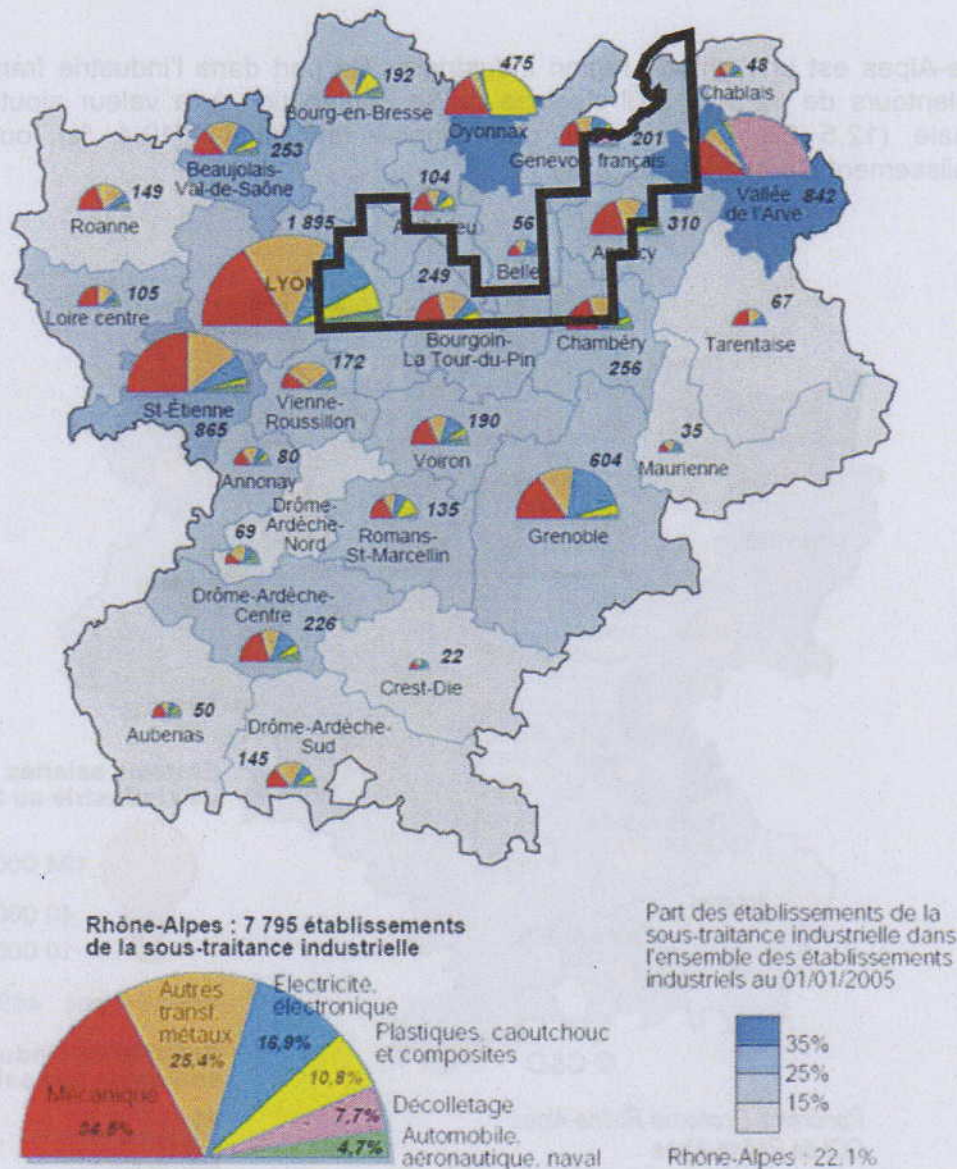 192
Bourg-en-Bresse
475
Oyonnax
48
Chablais
201
Genevois français
253
Beaujolais-
Val-de-Saône
149
Roanne
104
842
Vallée
de l'Arve
1 895
LYON
56
310
Annecy
105
Loire centre
249
Bourgoin-
La Tour-du-Pin
Chambéry
256
67
Tarentaise
St-Étienne
865
172
Vienne-
Roussillon
190
Voiron
35
Maurienne
80
Annonay
604
Grenoble
Drôme-
Ardèche-
Nord
69
135
Romans-
St-Marcellin
Drôme-Ardèche-
Centre
226
22
Crest-Die
50
Aubenas
Drôme-Ardèche-
Sud
145
Rhône-Alpes : 7 795 établissements
de la sous-traitance industrielle
Mécanique
34,5%
Autres
transf.
métaux
25,4%
Electricité,
électronique
16,9%
Plastiques, caoutchouc
et composites
10,8%
Décolletage
7,7%
Automobile,
aéronautique, naval
4,7%
Part des établissements de la
sous-traitance industrielle dans
l'ensemble des établissements
industriels au 01/01/2005
35%
25%
15%
Rhône-Alpes : 22,1%